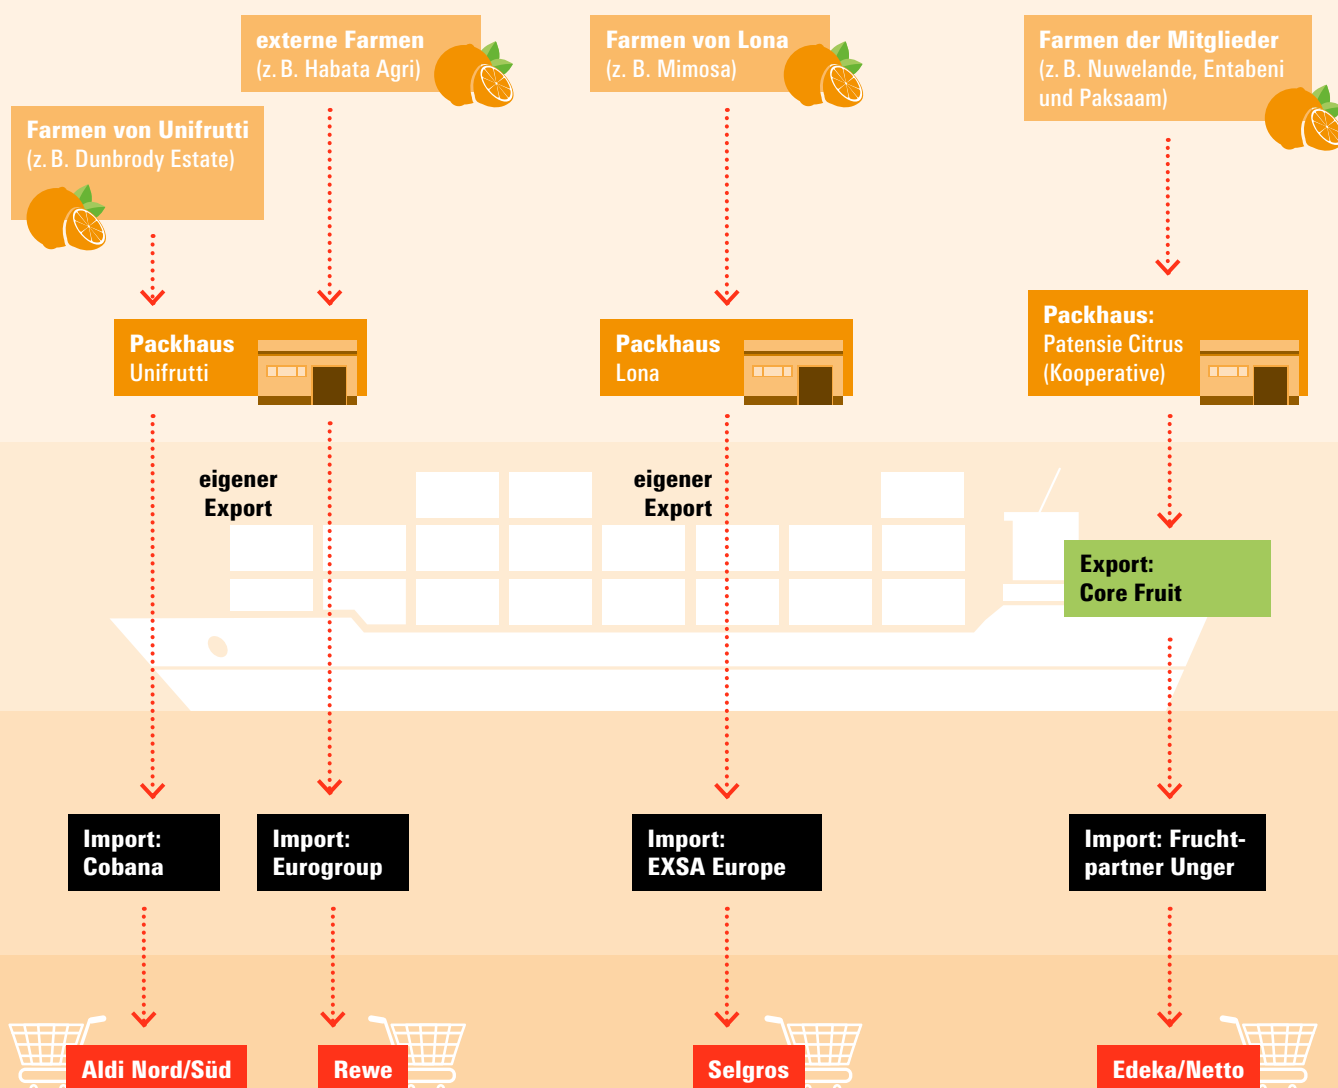 externe Farmen
(z. B. Habata Agri)
Farmen von Lona
(z. B. Mimosa)
Farmen der Mitglieder
(z. B. Nuwelande, Entabeni
und Paksaam)
Farmen von Unifrutti
(z. B. Dunbrody Estate)
Packhaus
Unifrutti
Packhaus
Lona
Packhaus:
Patensie Citrus
(Kooperative)
eigener
Export
eigener
Export
Export:
Core Fruit
Import:
Cobana
Import:
Eurogroup
Import:
EXSA Europe
Import: Frucht-
partner Unger
Aldi Nord/Süd
Rewe
Selgros
Edeka/Netto